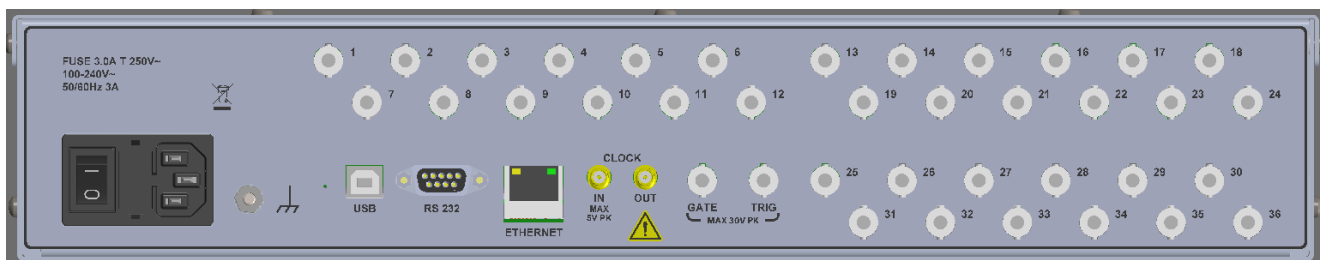 FUSE 3.0A T 250V~
100-240V~
50/60Hz 3A
1 2 3 4 5 6 13 14 15 16 17 18
7 8 9 10 11 12 19 20 21 22 23 24
CLOCK
25 26 27 28 29 30
IN OUT
USB RS 232 MAX GATE TRIG
5V PK MAX 30V PK
31 32 33 34 35 36
ETHERNET